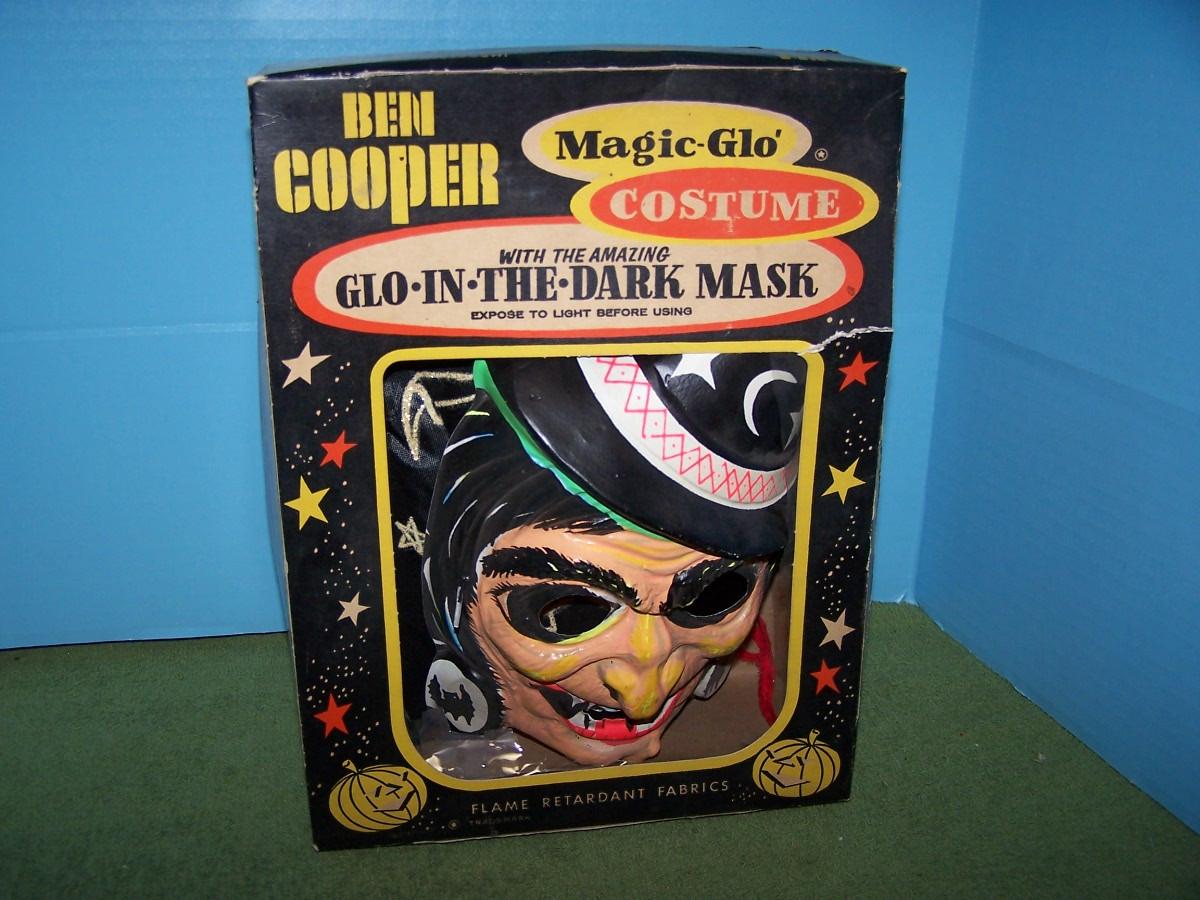 BEN
COOPER
Magic-Glo'
COSTUME
WITH THE AMAZING
GLO·IN·THE·DARK MASK
EXPOSE TO LIGHT BEFORE USING
FLAME RETARDANT FABRICS
TRADEMARK